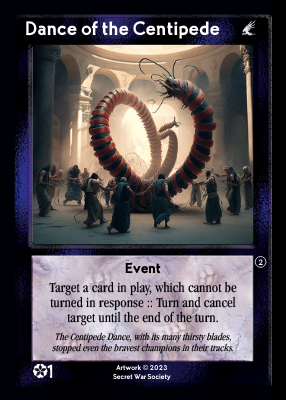 Dance of the Centipede
Event
2
Target a card in play, which cannot be
turned in response :: Turn and cancel
target until the end of the turn.
The Centipede Dance, with its many thirsty blades,
stopped even the bravest champions in their tracks.
1
Artwork © 2023
Secret War Society